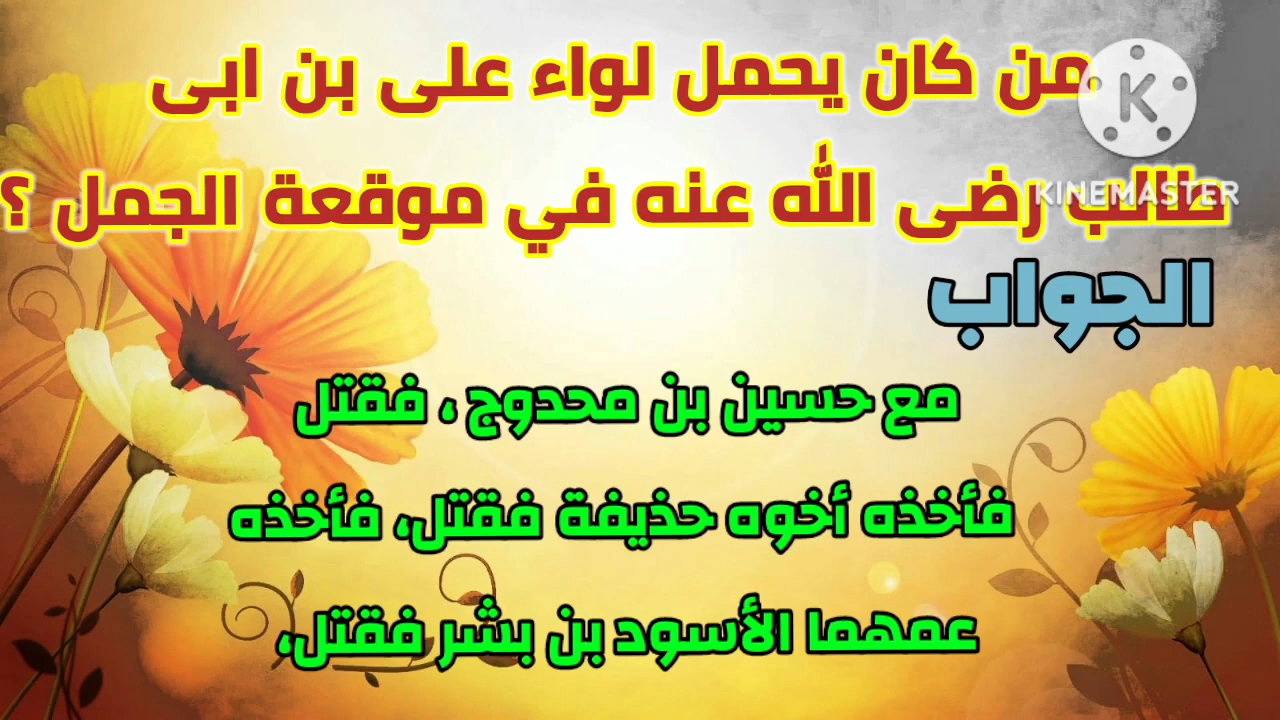 من كان يحمل لواء على بن ابى
طالب رضى الله عنه في موقعة الجمل ؟
الجواب
مع حسين بن محدوج ، فقتل
فأخذه أخوه حذيفة فقتل، فأخذه
عمهما الأسود بن بشر فقتل،
K
KINEMASTER